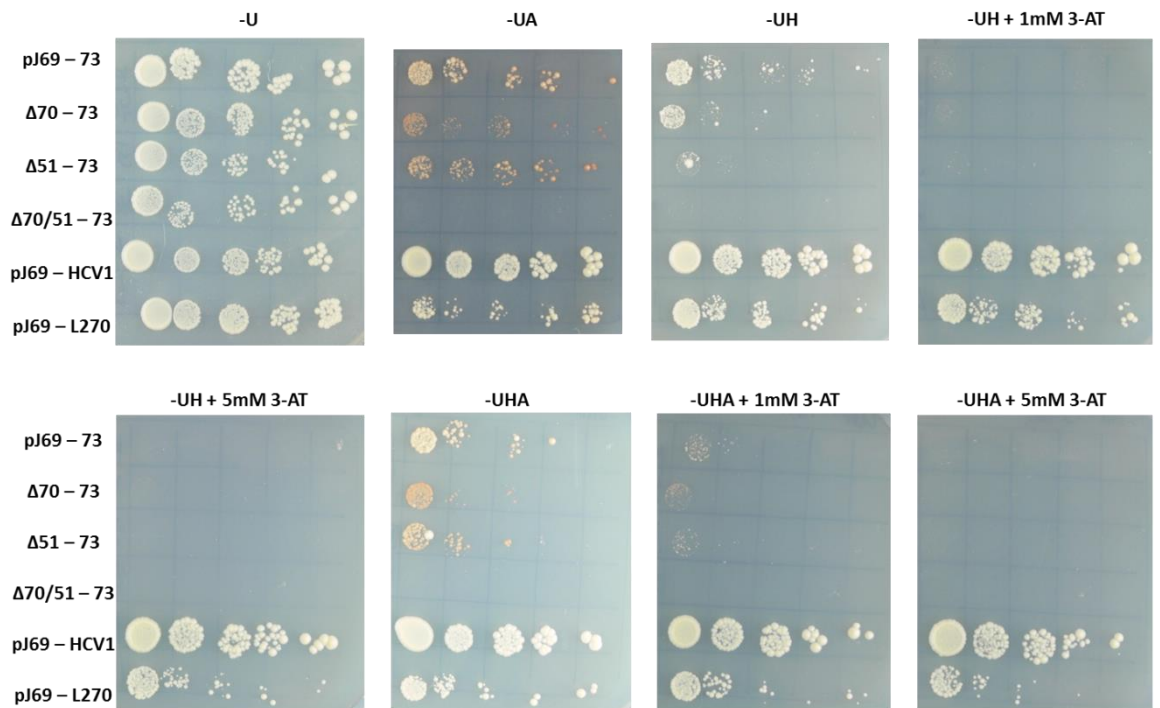 -U -UA -UH -UH + 1mM 3-AT
pJ69 – 73
Δ70 – 73
Δ51 – 73
Δ70/51 – 73
pJ69 – HCV1
pJ69 – L270
-UH + 5mM 3-AT -UHA -UHA + 1mM 3-AT -UHA + 5mM 3-AT
pJ69 – 73
Δ70 – 73
Δ51 – 73
Δ70/51 – 73
pJ69 – HCV1
pJ69 – L270